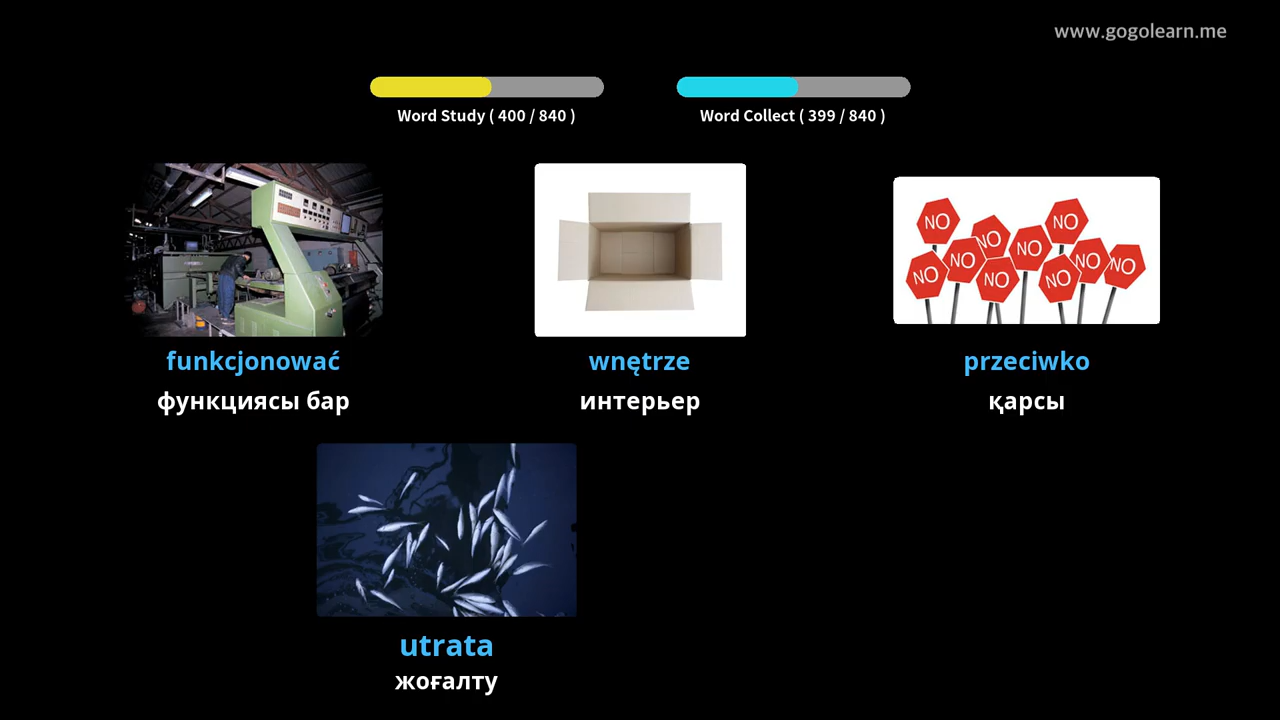 www.gogolearn.me
Word Study ( 400 / 840 )
Word Collect ( 399 / 840 )
NO
NO
NO
NO
NO
NO
NO
NO
NO
NO
funkcjonować
wnętrze
przeciwko
функциясы бар
интерьер
қарсы
utrata
жоғалту